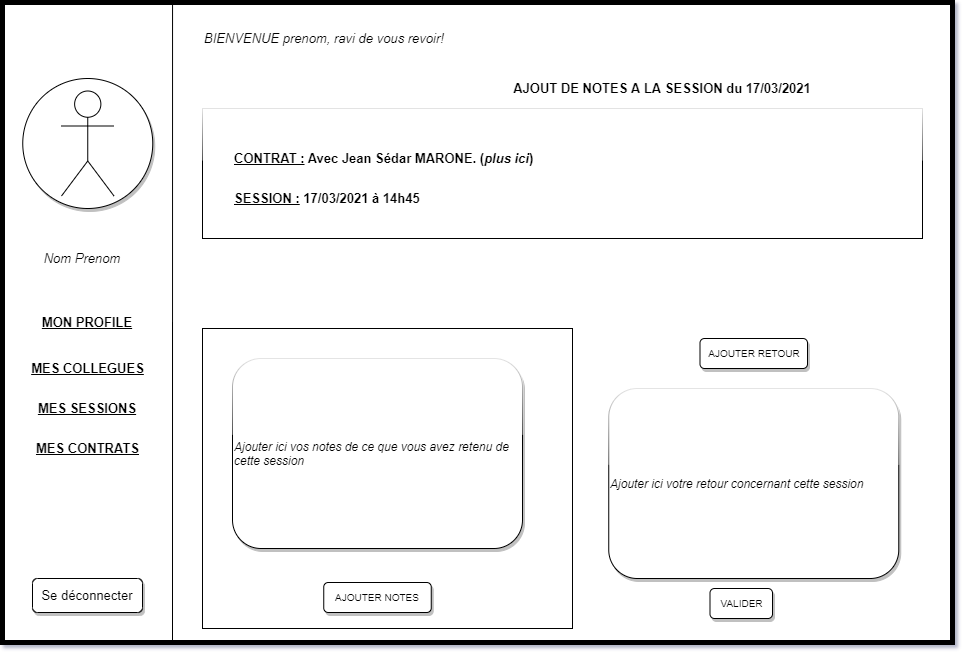 BIENVENUE prenom, ravi de vous revoir!
AJOUT DE NOTES A LA SESSION du 17/03/2021
CONTRAT : Avec Jean Sédar MARONE. (plus ici)
SESSION : 17/03/2021 à 14h45
Nom Prenom
MON PROFILE
MES COLLEGUES
MES SESSIONS
MES CONTRATS
Se déconnecter
Ajouter ici vos notes de ce que vous avez retenu de
cette session
AJOUTER NOTES
AJOUTER RETOUR
Ajouter ici votre retour concernant cette session
VALIDER